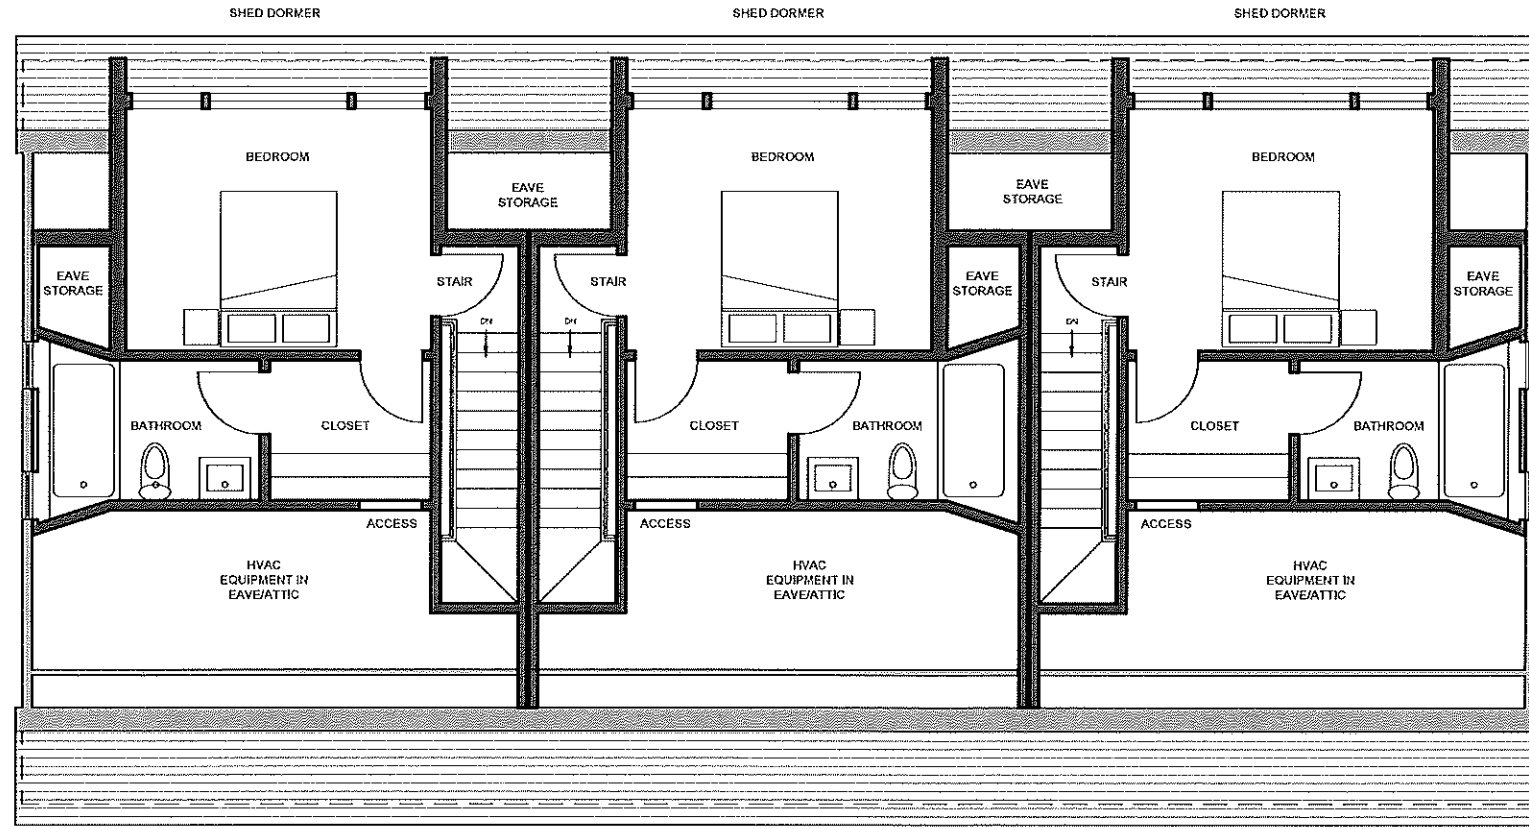 SHED DORMER
SHED DORMER
SHED DORMER
BEDROOM
BEDROOM
BEDROOM
EAVE
STORAGE
EAVE
STORAGE
EAVE
STORAGE
STAIR
STAIR
EAVE
STORAGE
STAIR
EAVE
STORAGE
DN
DN
DN
BATHROOM
CLOSET
CLOSET
BATHROOM
CLOSET
BATHROOM
ACCESS
ACCESS
ACCESS
HVAC
EQUIPMENT IN
EAVE/ATTIC
HVAC
EQUIPMENT IN
EAVE/ATTIC
HVAC
EQUIPMENT IN
EAVE/ATTIC